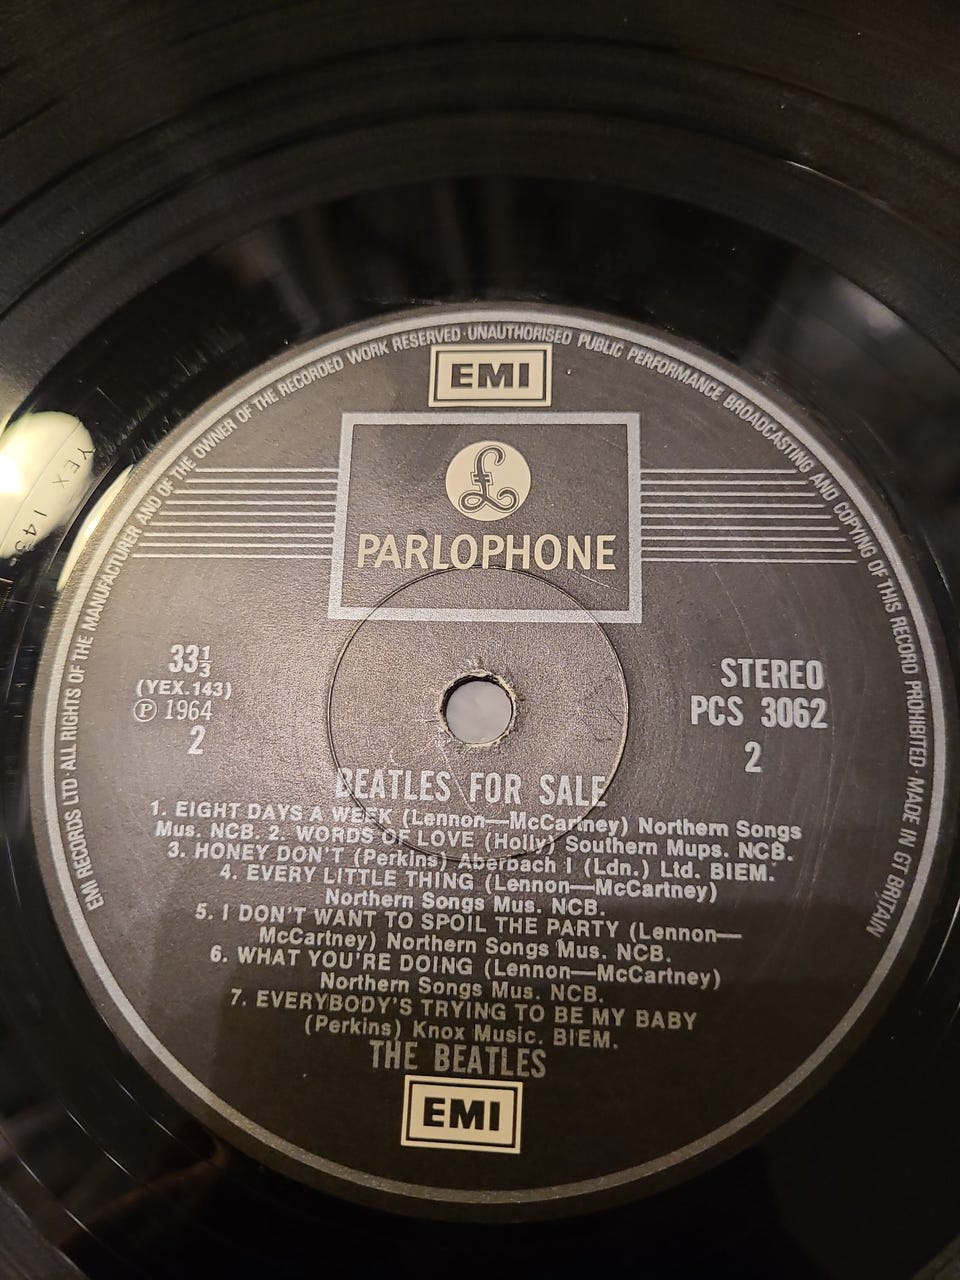 EMI RECORDS LTD · ALL RIGHTS OF THE MANUFACTURER AND OF THE OWNER OF THE RECORDED WORK RESERVED · UNAUTHORISED PUBLIC PERFORMANCE BROADCASTING AND COPYING OF THIS RECORD PROHIBITED · MADE IN GT BRITAIN
EMI
£
PARLOPHONE
YEX 143
33⅓
(YEX.143)
Ⓟ 1964
2
STEREO
PCS 3062
2
BEATLES FOR SALE
1. EIGHT DAYS A WEEK (Lennon—McCartney) Northern Songs
Mus. NCB. 2. WORDS OF LOVE (Holly) Southern Mups. NCB.
3. HONEY DON'T (Perkins) Aberbach I (Ldn.) Ltd. BIEM.
4. EVERY LITTLE THING (Lennon—McCartney)
Northern Songs Mus. NCB.
5. I DON'T WANT TO SPOIL THE PARTY (Lennon—
McCartney) Northern Songs Mus. NCB.
6. WHAT YOU'RE DOING (Lennon—McCartney)
Northern Songs Mus. NCB.
7. EVERYBODY'S TRYING TO BE MY BABY
(Perkins) Knox Music. BIEM.
THE BEATLES
EMI